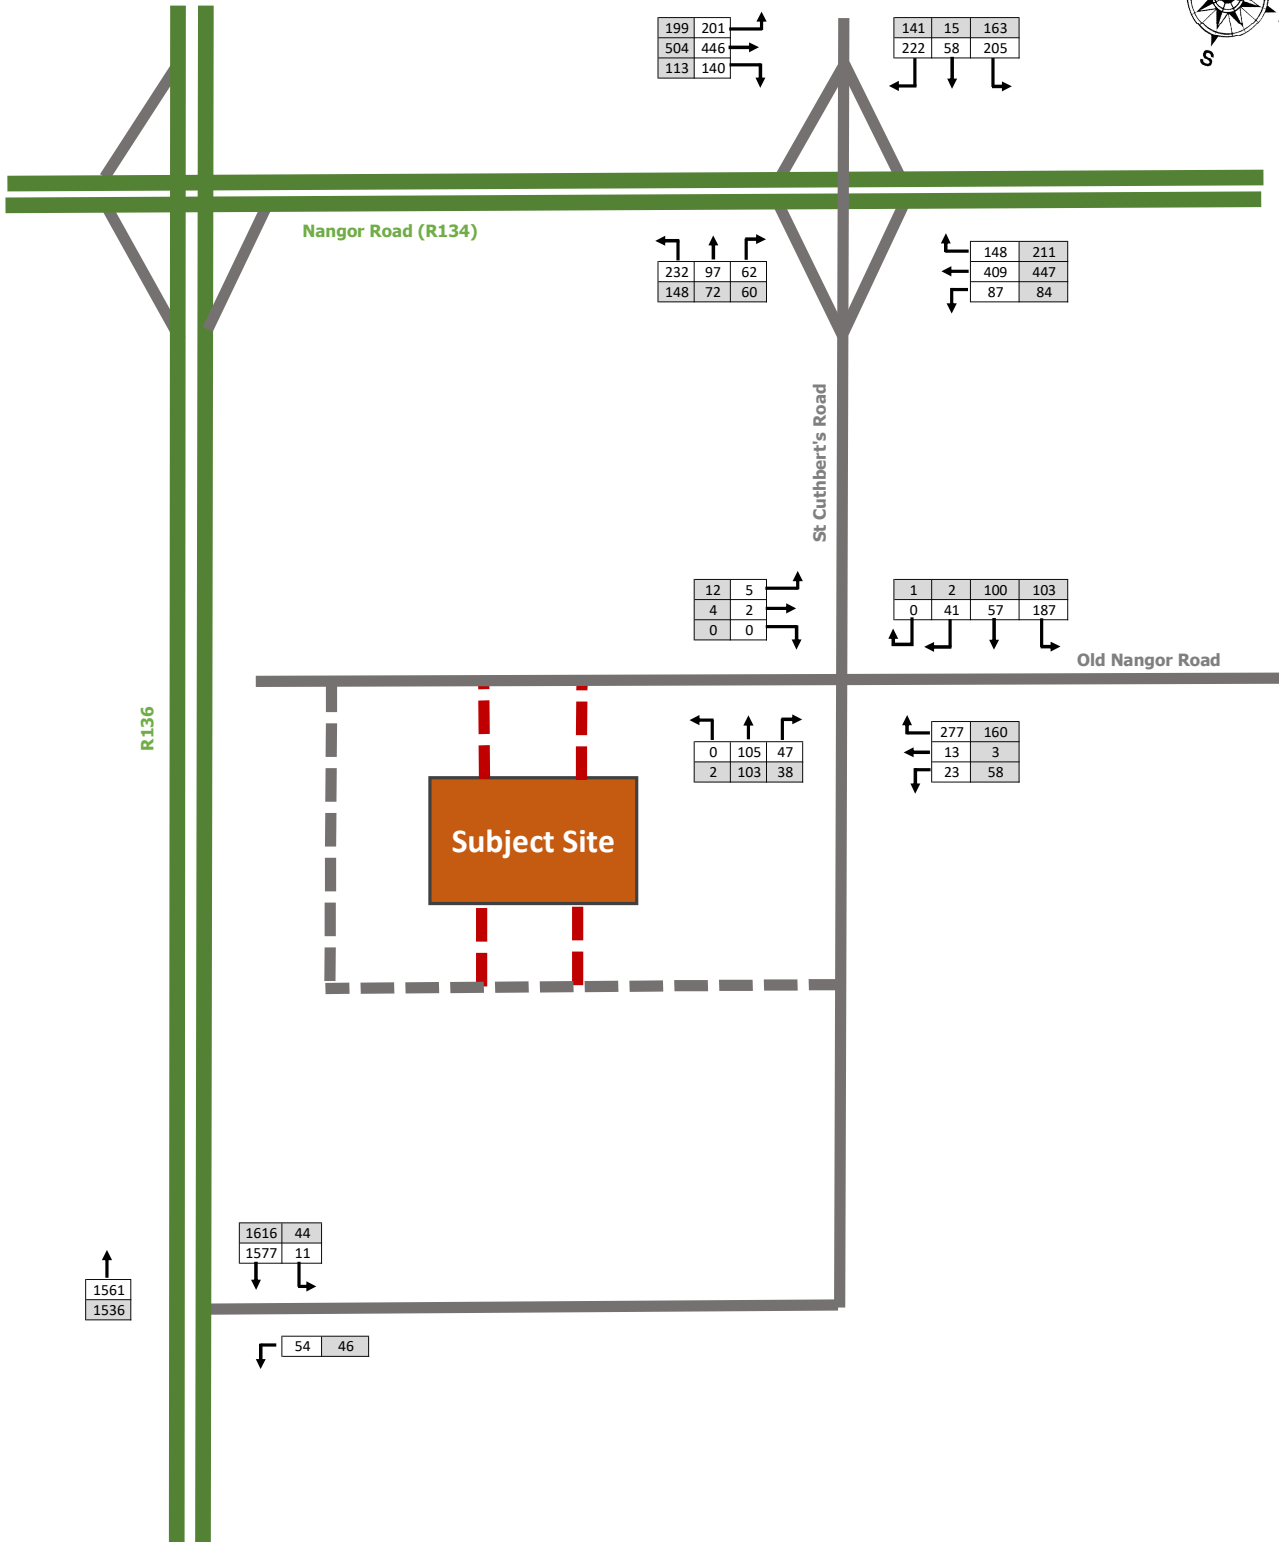 S
199 201
504 446
113 140
141 15 163
222 58 205
Nangor Road (R134)
232 97 62
148 72 60
148 211
409 447
87 84
St Cuthbert's Road
12 5
4 2
0 0
1 2 100 103
0 41 57 187
Old Nangor Road
R136
0 105 47
2 103 38
277 160
13 3
23 58
Subject Site
1616 44
1577 11
1561
1536
54 46